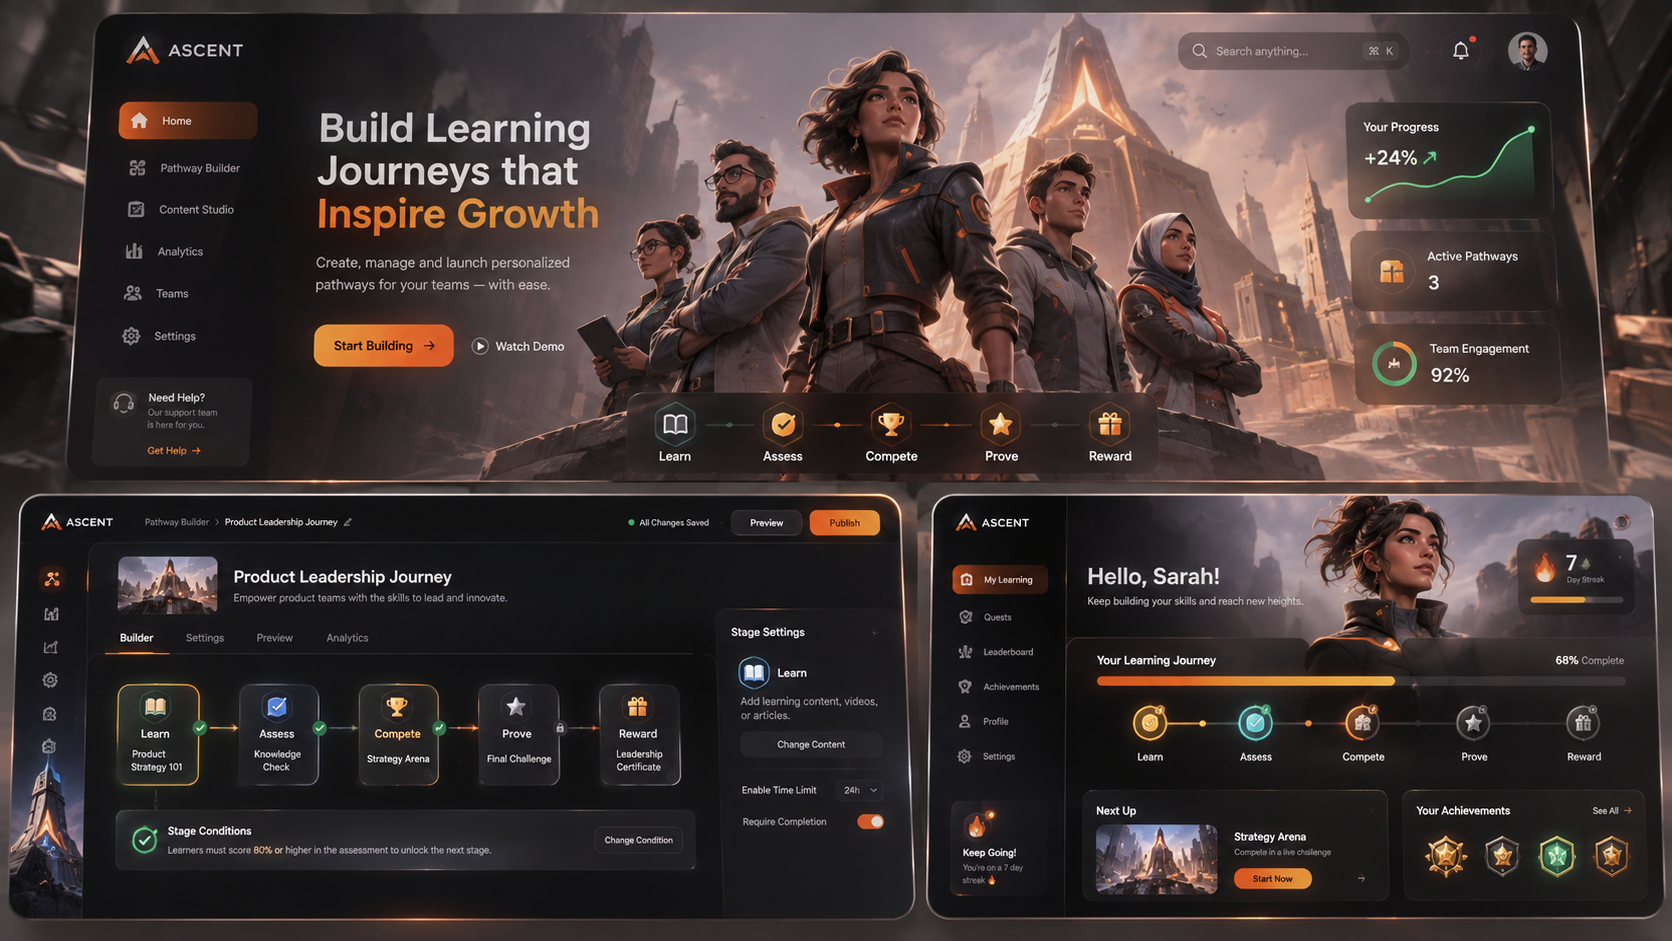 ASCENT
Search anything...
⌘ K
Home
Pathway Builder
Content Studio
Analytics
Teams
Settings
Need Help?
Our support team
is here for you.
Get Help →
Build Learning
Journeys that
Inspire Growth
Create, manage and launch personalized
pathways for your teams — with ease.
Start Building →
Watch Demo
Your Progress
+24%
Active Pathways
3
Team Engagement
92%
Learn
Assess
Compete
Prove
Reward
ASCENT
Pathway Builder > Product Leadership Journey
All Changes Saved
Preview
Publish
Product Leadership Journey
Empower product teams with the skills to lead and innovate.
Builder
Settings
Preview
Analytics
Learn
Product
Strategy 101
Assess
Knowledge
Check
Compete
Strategy Arena
Prove
Final Challenge
Reward
Leadership
Certificate
Stage Conditions
Learners must score 80% or higher in the assessment to unlock the next stage.
Change Condition
Stage Settings
Learn
Add learning content, videos,
or articles.
Change Content
Enable Time Limit
24h
Require Completion
ASCENT
My Learning
Quests
Leaderboard
Achievements
Profile
Settings
Keep Going!
You're on a 7 day
streak
Hello, Sarah!
Keep building your skills and reach new heights.
7
Day Streak
Your Learning Journey
68% Complete
Learn
Assess
Compete
Prove
Reward
Next Up
Strategy Arena
Compete in a live challenge
Start Now
→
Your Achievements
See All →